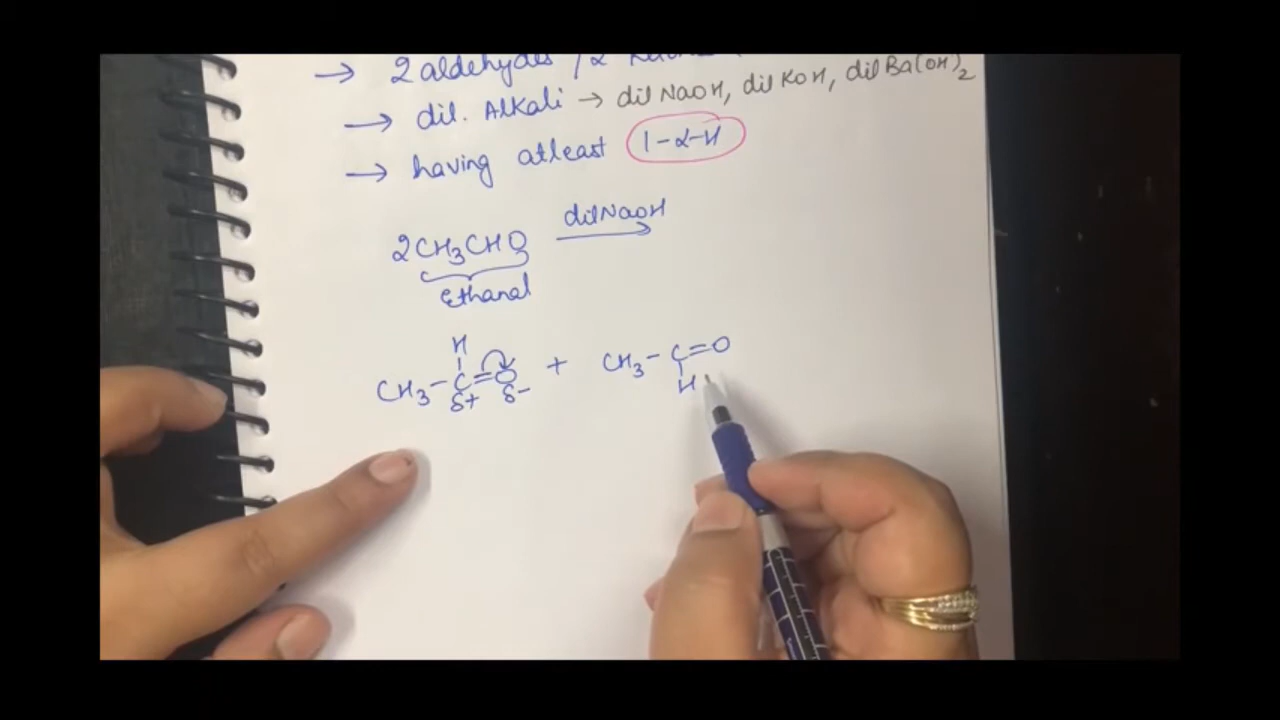 → 2 aldehydes / 2
→ dil. Alkali → dil NaOH, dil KOH, dil Ba(OH)₂
→ having atleast 1-α-H
2CH₃CHO dil NaOH →
Ethanal
H
CH₃-C=O + CH₃-C=O
δ+ δ- H